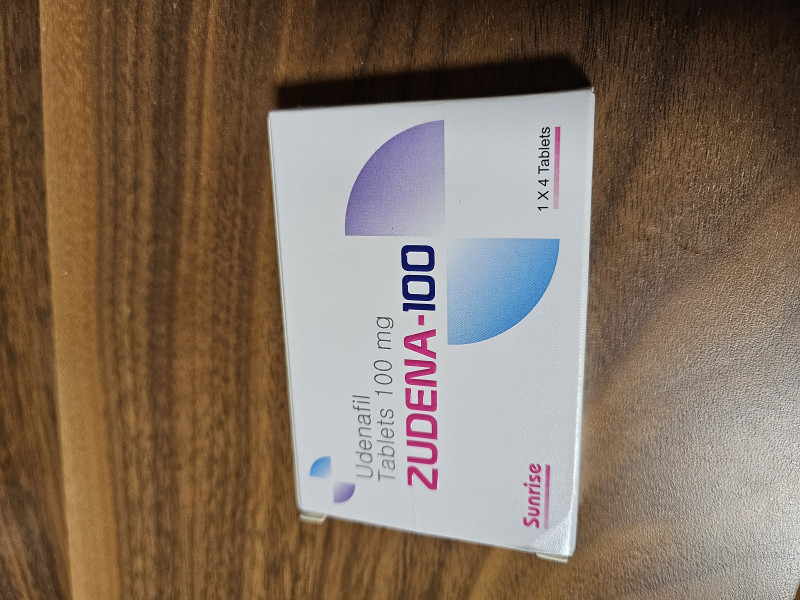 Udenafil
Tablets 100 mg
ZUDENA-100
1 X 4 Tablets
Sunrise